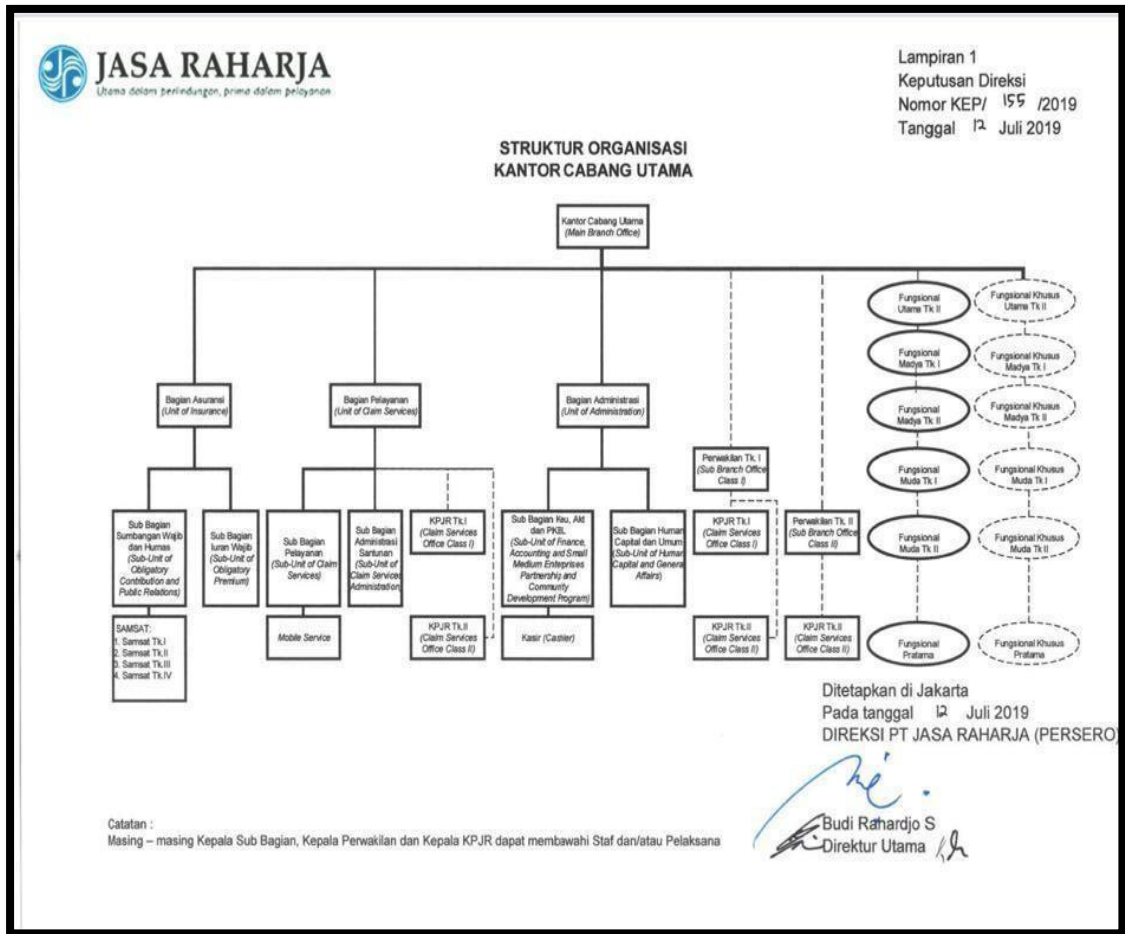 JASA RAHARJA
Utama dalam perlindungan, prima dalam pelayanan
Lampiran 1
Keputusan Direksi
Nomor KEP/ 155 /2019
Tanggal 12 Juli 2019
STRUKTUR ORGANISASI
KANTOR CABANG UTAMA
Kantor Cabang Utama
(Main Branch Office)
Fungsional
Utama Tk II
Fungsional Khusus
Utama Tk II
Fungsional
Madya Tk I
Fungsional Khusus
Madya Tk I
Bagian Asuransi
(Unit of Insurance)
Bagian Pelayanan
(Unit of Claim Services)
Bagian Administrasi
(Unit of Administration)
Fungsional
Madya Tk II
Fungsional Khusus
Madya Tk II
Perwakilan Tk. I
(Sub Branch Office
Class I)
Fungsional
Muda Tk I
Fungsional Khusus
Muda Tk I
Sub Bagian
Sumbangan Wajib
dan Humas
(Sub-Unit of
Obligatory
Contribution and
Public Relations)
Sub Bagian
Iuran Wajib
(Sub-Unit of
Obligatory
Premium)
Sub Bagian
Pelayanan
(Sub-Unit of Claim
Services)
Sub Bagian
Administrasi
Santunan
(Sub-Unit of
Claim Services
Administration)
KPJR Tk.I
(Claim Services
Office Class I)
Sub Bagian Keu, Akt
dan PKBL
(Sub-Unit of Finance,
Accounting and Small
Medium Enterprises
Partnership and
Community
Development Program)
Sub Bagian Human
Capital dan Umum
(Sub-Unit of Human
Capital and Genera
Affairs)
KPJR Tk.I
(Claim Services
Office Class I)
Perwakilan Tk. II
(Sub Branch Office
Class II)
Fungsional
Muda Tk II
Fungsional Khusus
Muda Tk II
SAMSAT:
1. Samsat Tk.I
2. Samsat Tk.II
3. Samsat Tk.III
4. Samsat Tk.IV
Mobile Service
KPJR Tk.II
(Claim Services
Office Class II)
Kasir (Cashier)
KPJR Tk.II
(Claim Services
Office Class II)
KPJR Tk.II
(Claim Services
Office Class II)
Fungsional
Pratama
Fungsional Khusus
Pratama
Ditetapkan di Jakarta
Pada tanggal 12 Juli 2019
DIREKSI PT JASA RAHARJA (PERSERO)
Budi Rahardjo S
Direktur Utama
Catatan :
Masing – masing Kepala Sub Bagian, Kepala Perwakilan dan Kepala KPJR dapat membawahi Staf dan/atau Pelaksana